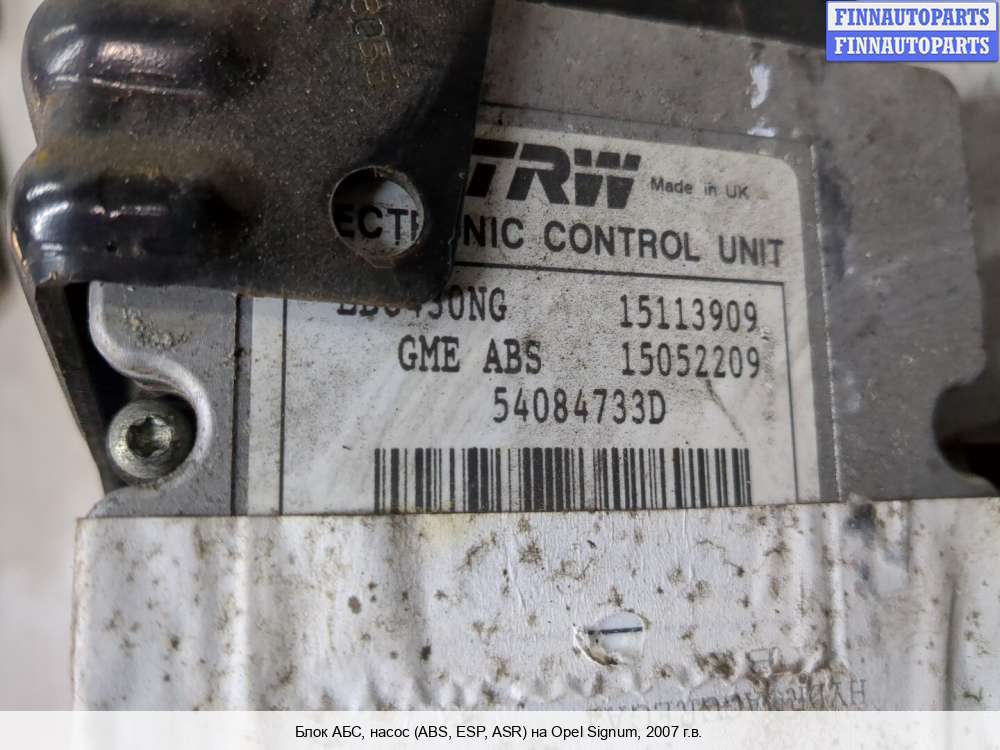 FINNAUTOPARTS
FINNAUTOPARTS
TRW Made in UK
CONTROL UNIT
15113909
GME ABS 15052209
54084733D
Блок АБС, насос (ABS, ESP, ASR) на Opel Signum, 2007 г.в.